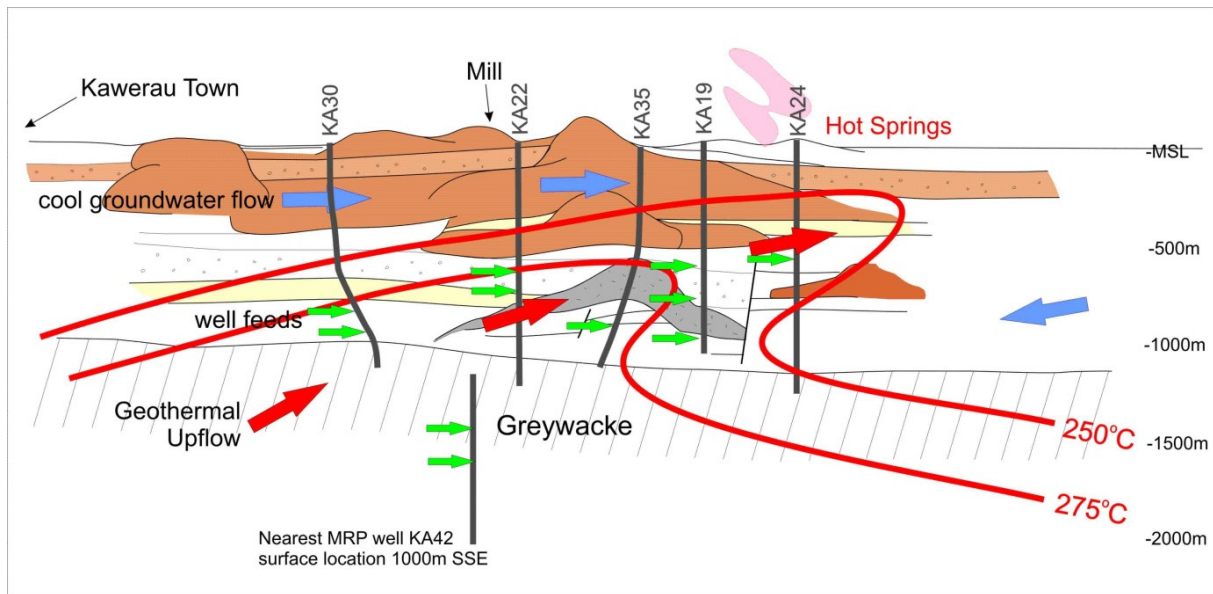 Kawerau Town
Mill
KA30
KA22
KA35
KA19
KA24
Hot Springs
-MSL
cool groundwater flow
-500m
well feeds
-1000m
Geothermal
Upflow
Greywacke
250°C
-1500m
275°C
Nearest MRP well KA42
surface location 1000m SSE
-2000m